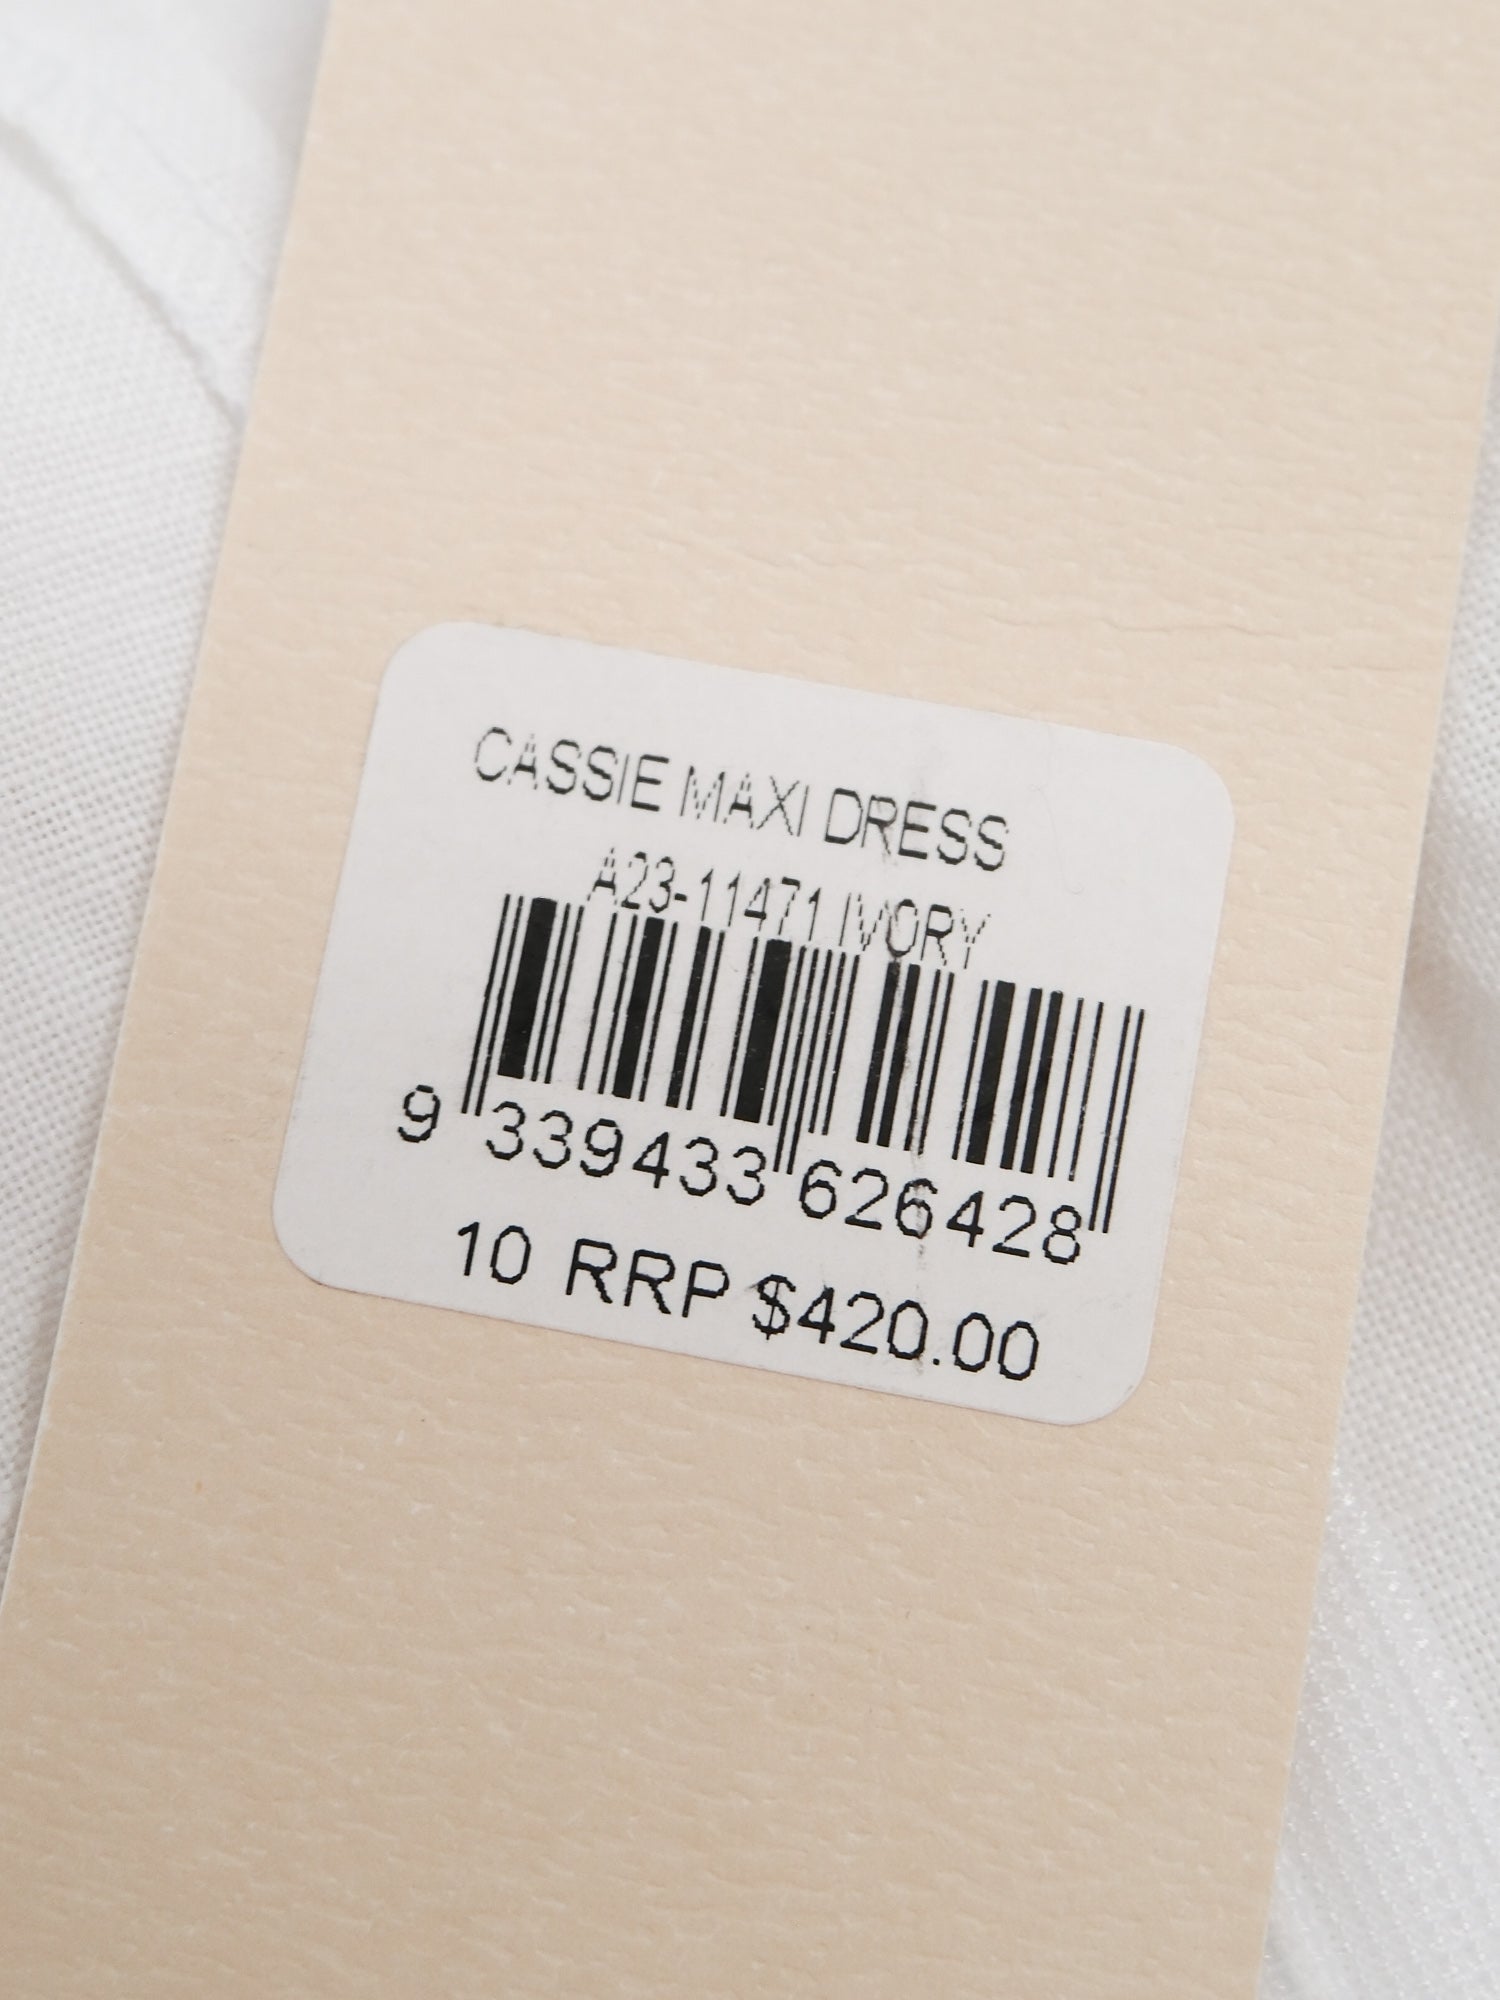 CASSIE MAXI DRESS
A23-11471 IVORY
9 339433 626428
10 RRP $420.00